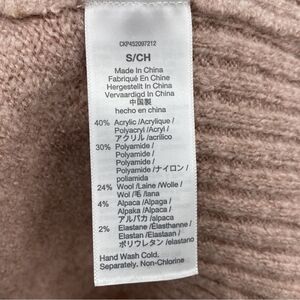 CKP452097212
S/CH
Made In China
Fabriqué En Chine
Hergestellt In China
Vervaardigd In China
中国製
hecho en china
40% Acrylic /Acrylique /
Polyacryl /Acryl /
アクリル /acrílico
30% Polyamide /
Polyamide /
Polyamide /ナイロン /
poliamida
24% Wool /Laine /Wolle /
Wol /毛 /lana
4% Alpaca /Alpaga /
Alpaka /Alpaca /
アルパカ /alpaca
2% Elastane /Elasthanne /
Elastan /Elastaan /
ポリウレタン /elastano
Hand Wash Cold.
Separately. Non-Chlorine